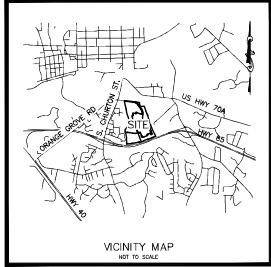 US HWY 70A
S. CHURTON ST.
ORANGE GROVE RD
SITE
HWY 85
HWY 40
VICINITY MAP
NOT TO SCALE